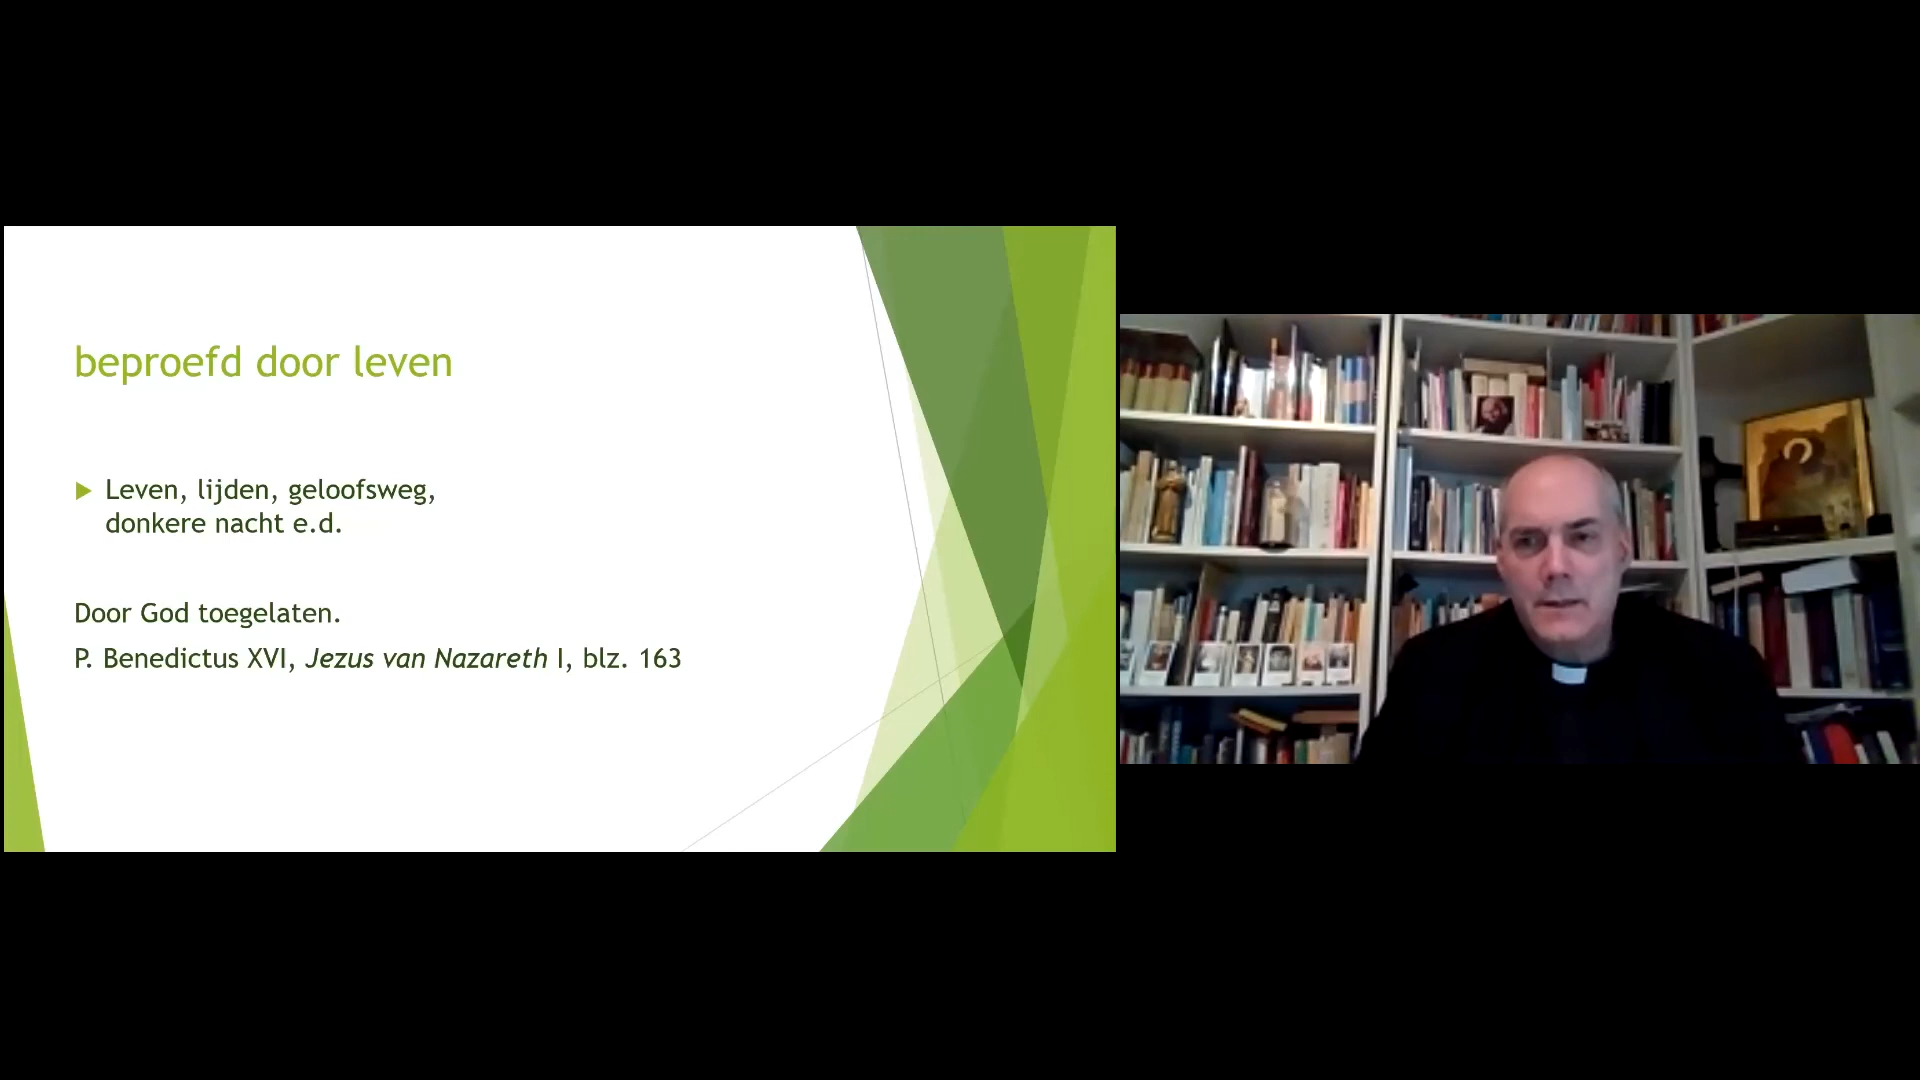 beproefd door leven
Leven, lijden, geloofsweg,
donkere nacht e.d.
Door God toegelaten.
P. Benedictus XVI, Jezus van Nazareth I, blz. 163